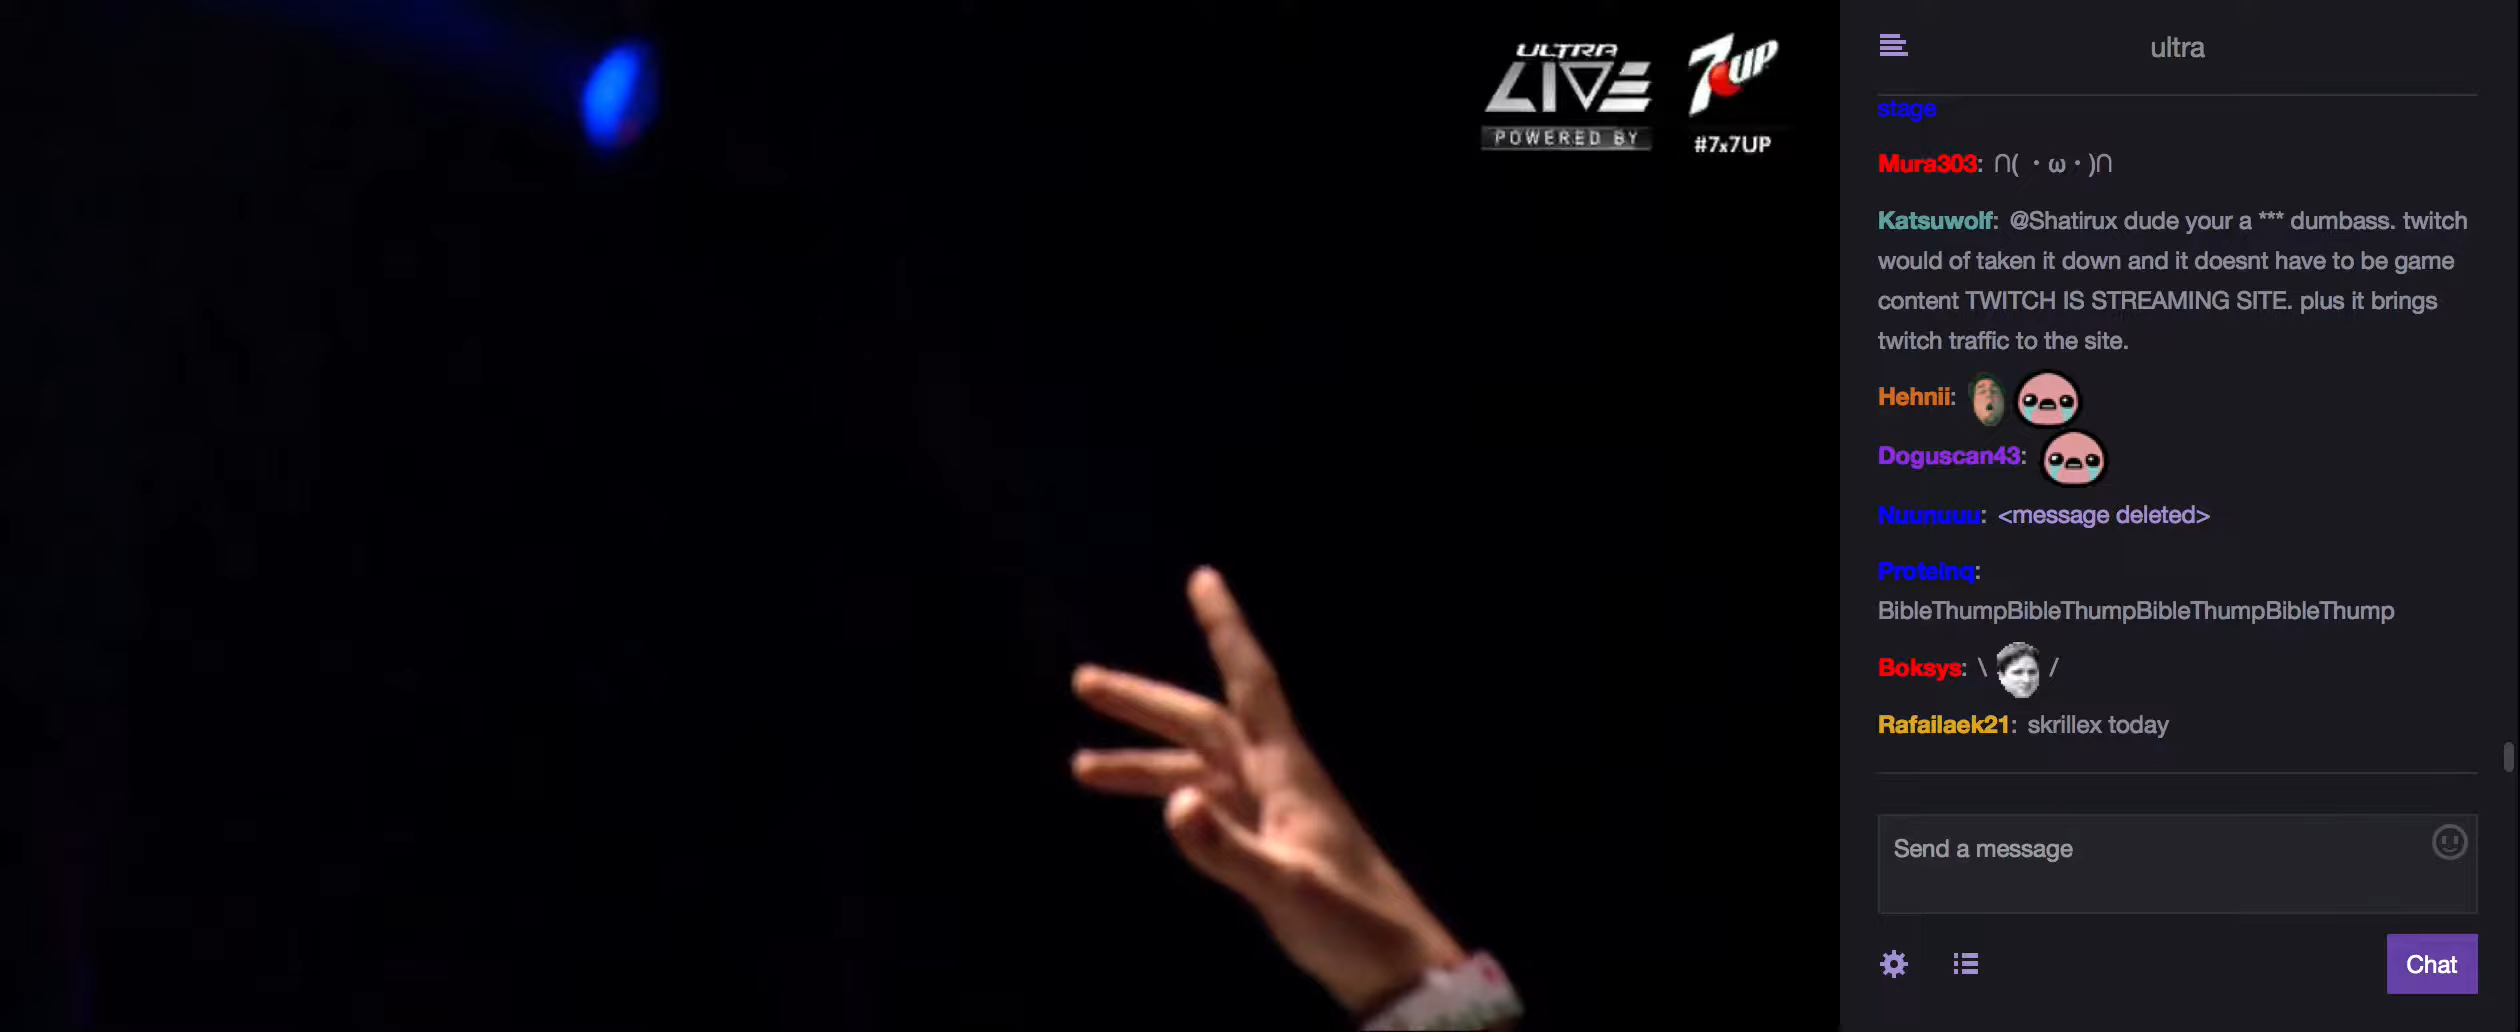 ULTRA
LIVE
POWERED BY
7UP
#7x7UP
ultra
stage
Mura303: ∩( ・ω・)∩
Katsuwolf: @Shatirux dude your a *** dumbass. twitch
would of taken it down and it doesnt have to be game
content TWITCH IS STREAMING SITE. plus it brings
twitch traffic to the site.
Hehnii:
Doguscan43:
Nuunuuu: <message deleted>
Proteinq:
BibleThumpBibleThumpBibleThumpBibleThump
Boksys: \ /
Rafailaek21: skrillex today
Send a message
Chat